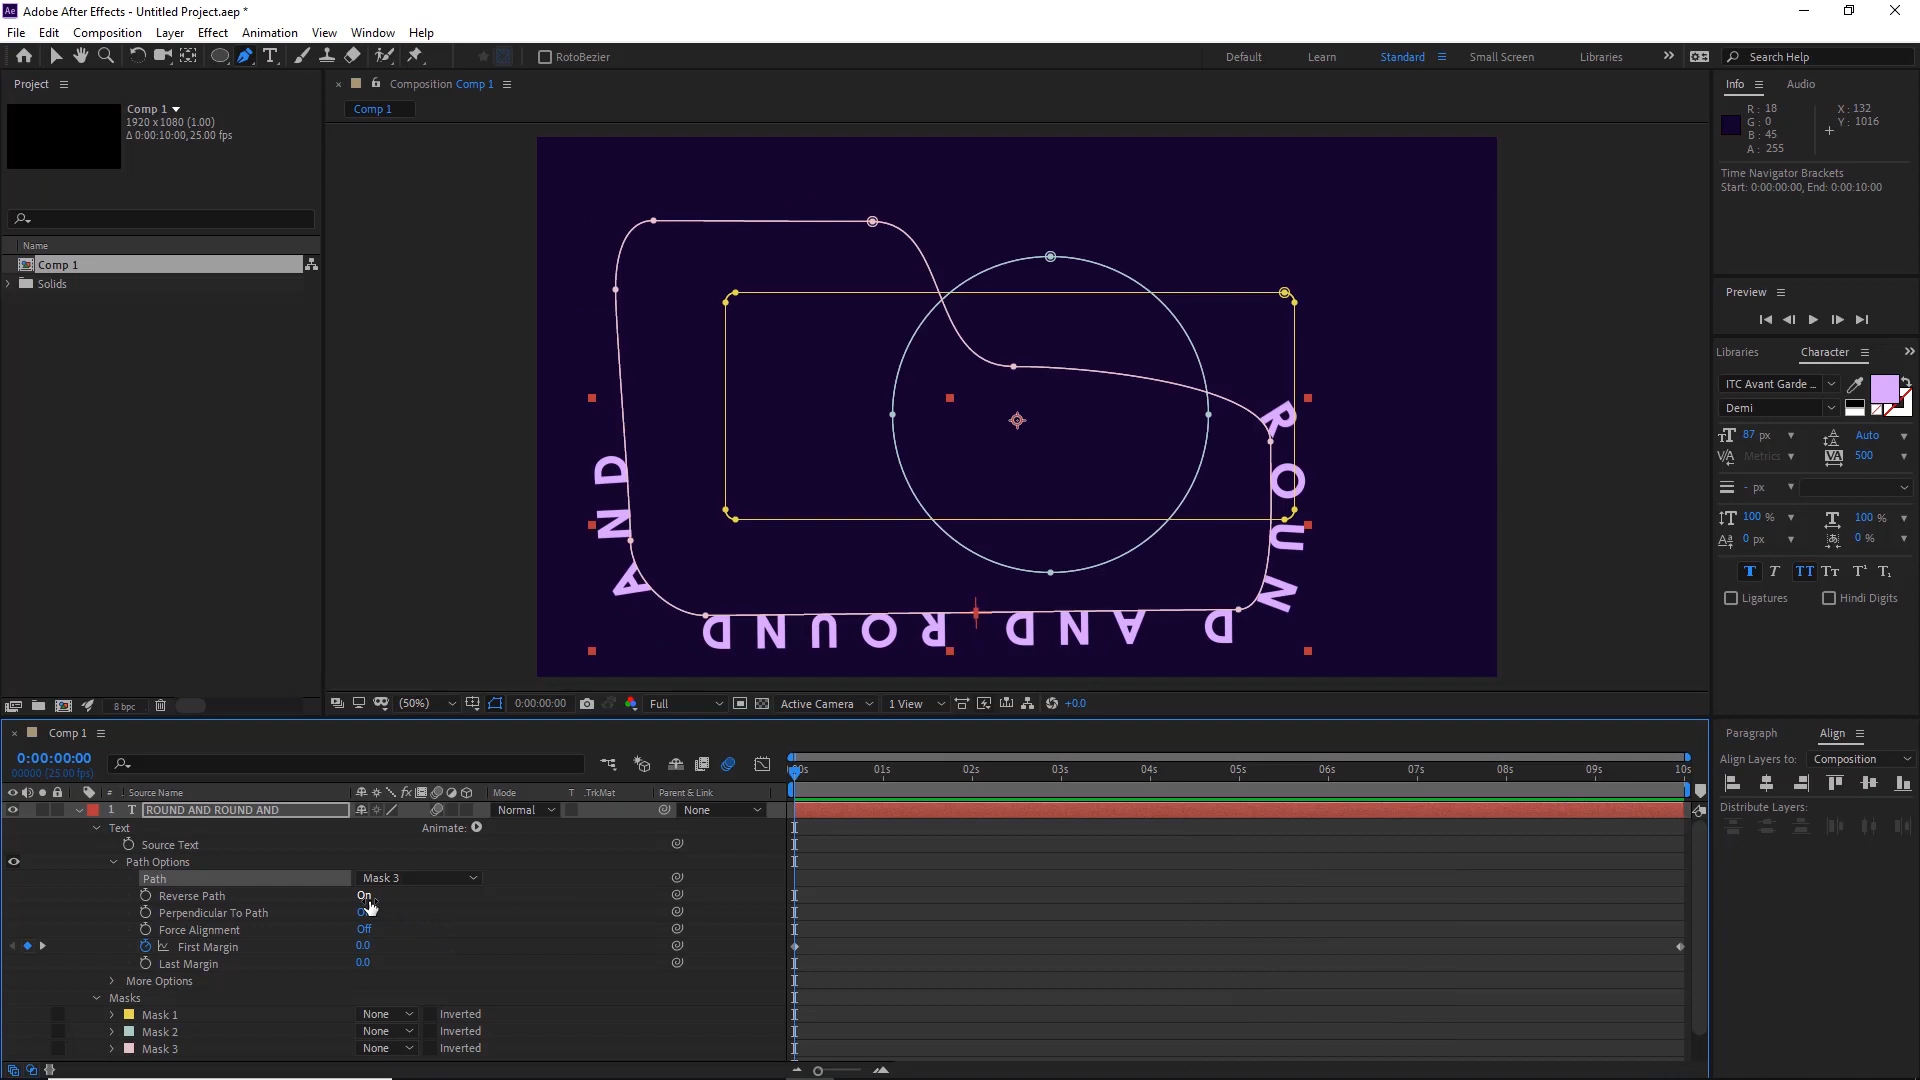 Ae Adobe After Effects - Untitled Project.aep *
File Edit Composition Layer Effect Animation View Window Help
RotoBezier
Default Learn Standard Small Screen Libraries Search Help
Project
Comp 1
1920 x 1080 (1.00)
Δ 0:00:10:00, 25.00 fps
Name
Comp 1
Solids
8 bpc
Composition Comp 1
Comp 1
ROUND AND ROUND AND
(50%) 0:00:00:00 Full Active Camera 1 View +0.0
Info Audio
R: 18
G: 0
B: 45
A: 255
X: 132
Y: 1016
Time Navigator Brackets
Start: 0:00:00:00, End: 0:00:10:00
Preview
Libraries Character
ITC Avant Garde ...
Demi
87 px Auto
Metrics 500
- px
100 % 100 %
0 px 0 %
T T TT Tt T¹ T₁
Ligatures Hindi Digits
Paragraph Align
Align Layers to: Composition
Distribute Layers:
Comp 1
0:00:00:00
00000 (25.00 fps)
:00s 01s 02s 03s 04s 05s 06s 07s 08s 09s 10s
# Source Name Mode T .TrkMat Parent & Link
1 T ROUND AND ROUND AND Normal None
Text Animate:
Source Text
Path Options
Path Mask 3
Reverse Path On
Perpendicular To Path
Force Alignment Off
First Margin 0.0
Last Margin 0.0
More Options
Masks
Mask 1 None Inverted
Mask 2 None Inverted
Mask 3 None Inverted